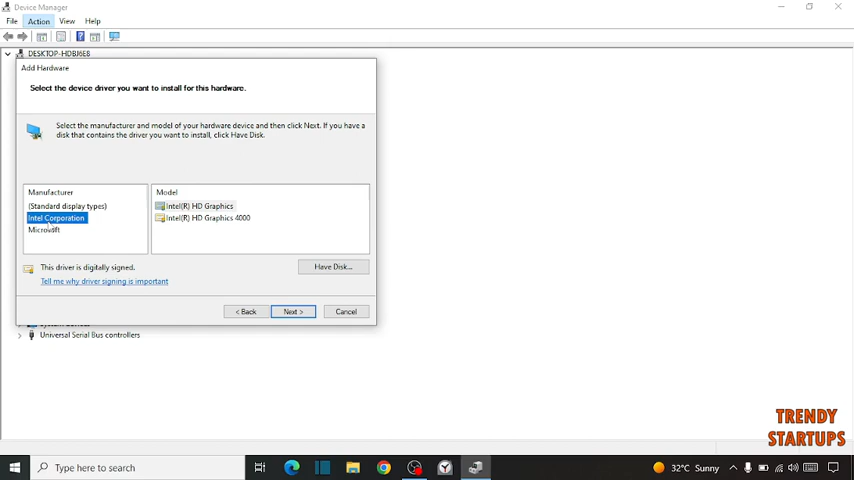 Device Manager
File Action View Help
DESKTOP-HDBJ6E8
Add Hardware
Select the device driver you want to install for this hardware.
Select the manufacturer and model of your hardware device and then click Next. If you have a
disk that contains the driver you want to install, click Have Disk.
Manufacturer
(Standard display types)
Intel Corporation
Microsoft
Model
Intel(R) HD Graphics
Intel(R) HD Graphics 4000
This driver is digitally signed.
Tell me why driver signing is important
Have Disk...
< Back
Next >
Cancel
Universal Serial Bus controllers
TRENDY
STARTUPS
Type here to search
32°C Sunny